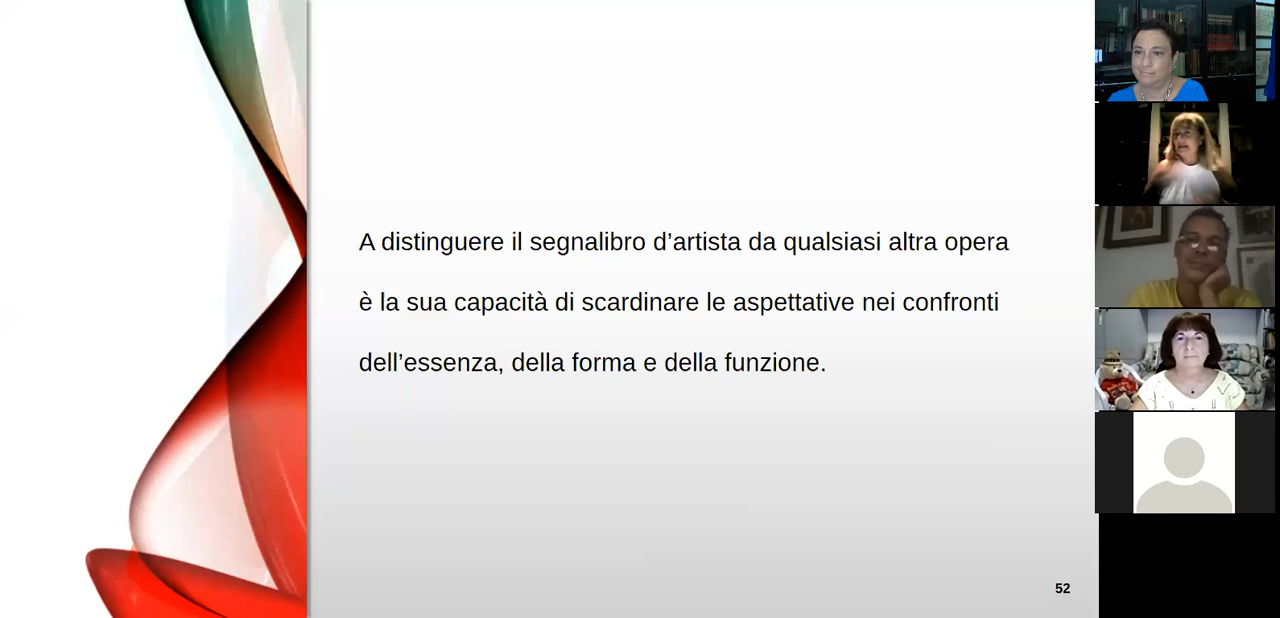 A distinguere il segnalibro d’artista da qualsiasi altra opera
è la sua capacità di scardinare le aspettative nei confronti
dell’essenza, della forma e della funzione.
52